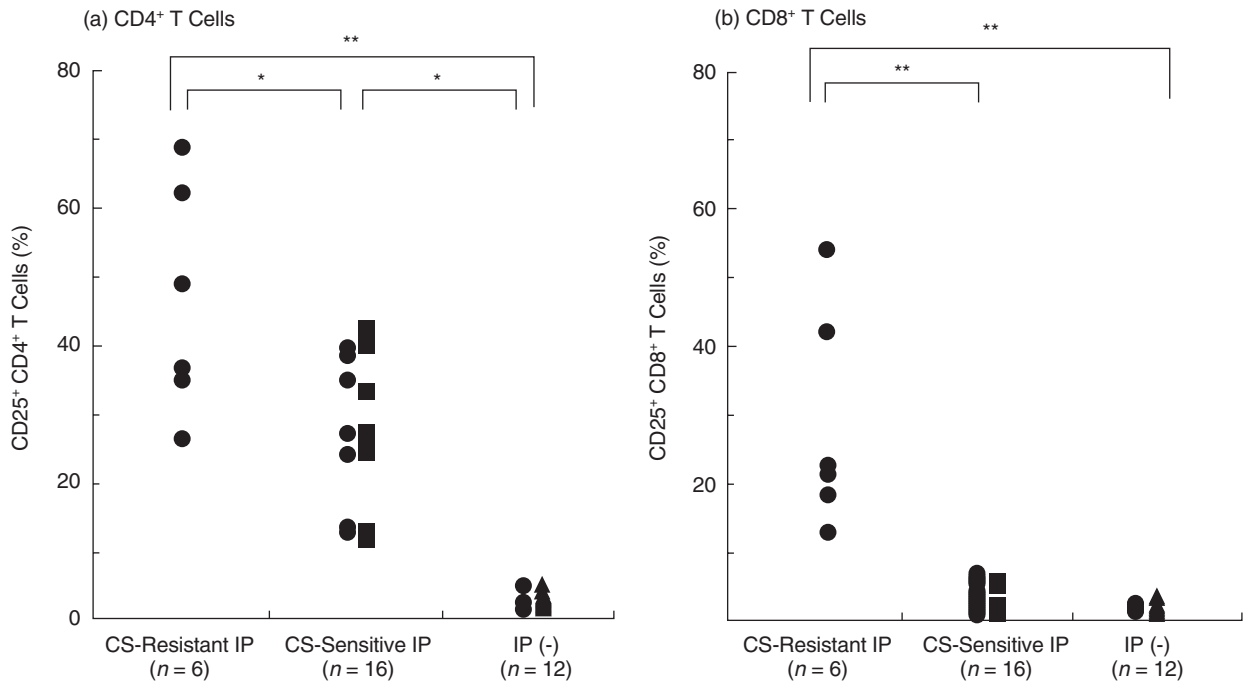 (a) CD4⁺ T Cells
**
*
*
80
60
40
20
0
CD25⁺ CD4⁺ T Cells (%)
CS-Resistant IP
(n = 6)
CS-Sensitive IP
(n = 16)
IP (-)
(n = 12)
(b) CD8⁺ T Cells
**
**
80
60
40
20
CD25⁺ CD8⁺ T Cells (%)
CS-Resistant IP
(n = 6)
CS-Sensitive IP
(n = 16)
IP (-)
(n = 12)